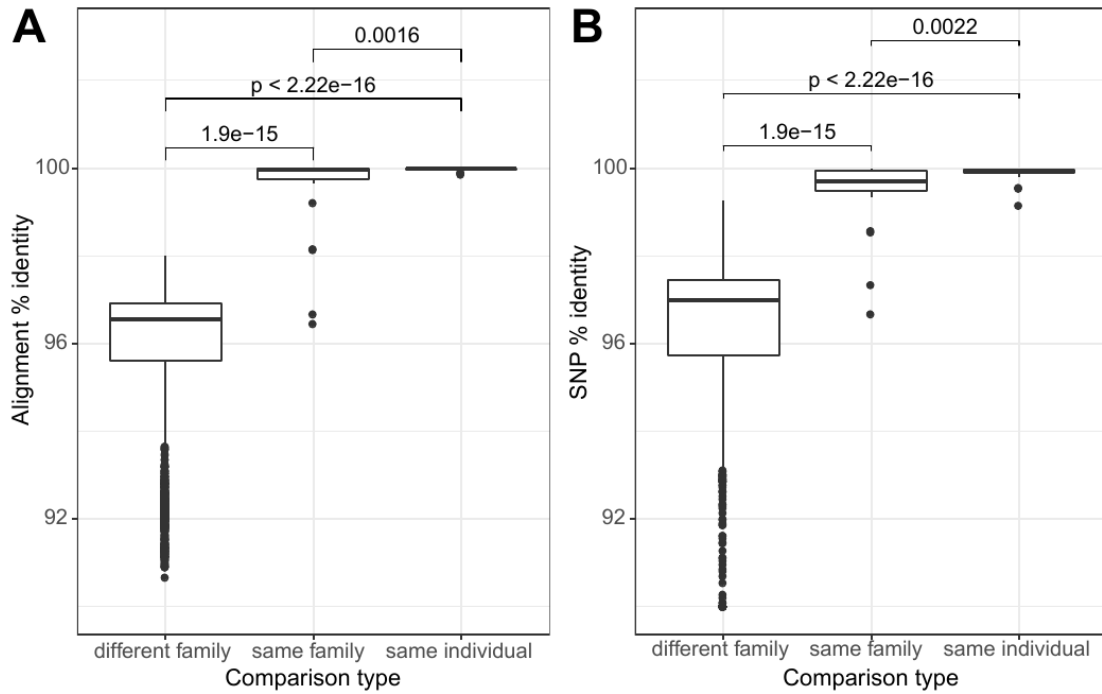 A
0.0016
p < 2.22e−16
1.9e−15
100
96
92
Alignment % identity
different family
same family
same individual
Comparison type
B
0.0022
p < 2.22e−16
1.9e−15
100
96
92
SNP % identity
different family
same family
same individual
Comparison type